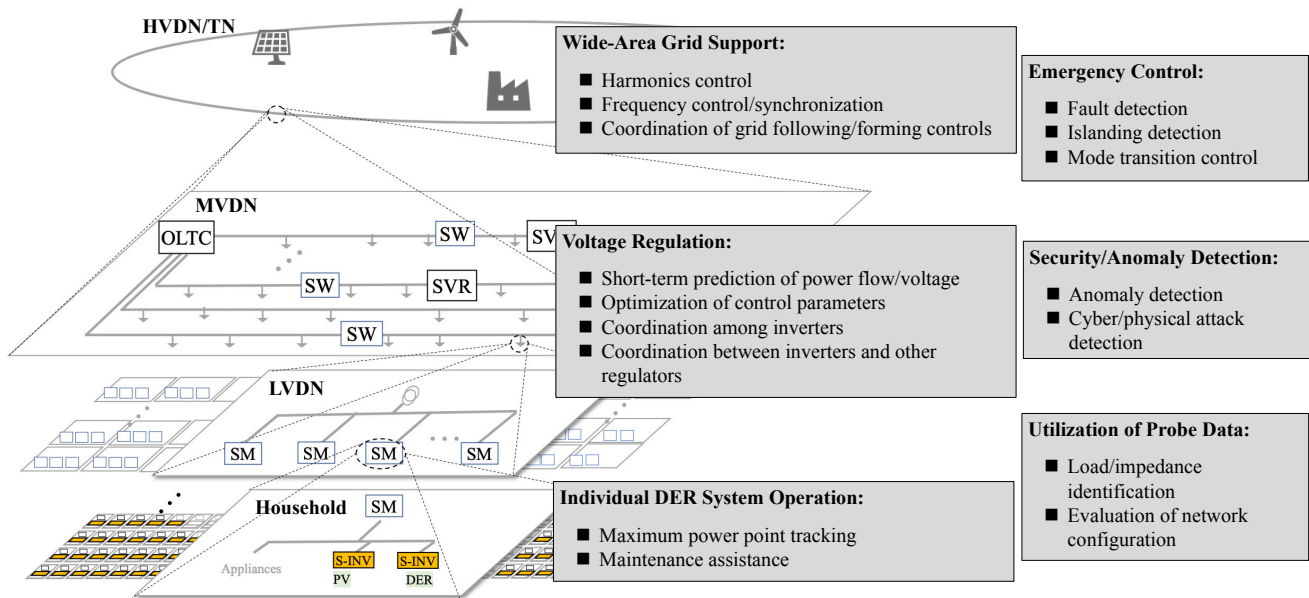 HVDN/TN
Wide-Area Grid Support:
■ Harmonics control
■ Frequency control/synchronization
■ Coordination of grid following/forming controls
Emergency Control:
■ Fault detection
■ Islanding detection
■ Mode transition control
MVDN
OLTC
SW
SV
SW
SVR
SW
Voltage Regulation:
■ Short-term prediction of power flow/voltage
■ Optimization of control parameters
■ Coordination among inverters
■ Coordination between inverters and other
regulators
Security/Anomaly Detection:
■ Anomaly detection
■ Cyber/physical attack
detection
LVDN
SM
SM
SM
SM
Utilization of Probe Data:
■ Load/impedance
identification
■ Evaluation of network
configuration
Household
SM
S-INV
S-INV
Appliances
PV
DER
Individual DER System Operation:
■ Maximum power point tracking
■ Maintenance assistance